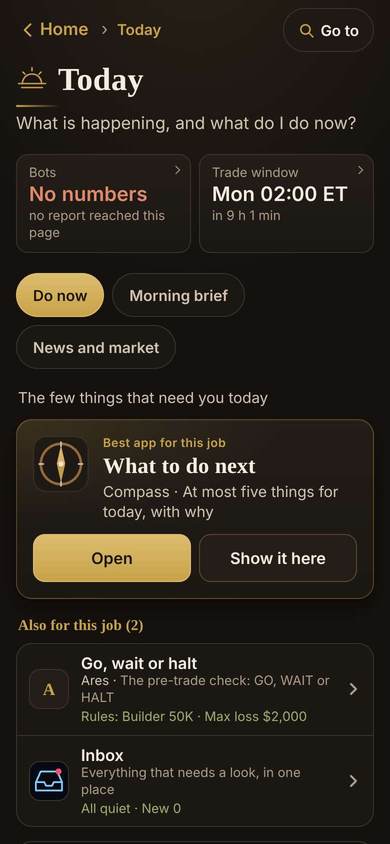 Home › Today
Go to
Today
What is happening, and what do I do now?
Bots
No numbers
no report reached this
page
Trade window
Mon 02:00 ET
in 9 h 1 min
Do now
Morning brief
News and market
The few things that need you today
Best app for this job
What to do next
Compass · At most five things for
today, with why
Open
Show it here
Also for this job (2)
A
Go, wait or halt
Ares · The pre-trade check: GO, WAIT or
HALT
Rules: Builder 50K · Max loss $2,000
Inbox
Everything that needs a look, in one
place
All quiet · New 0